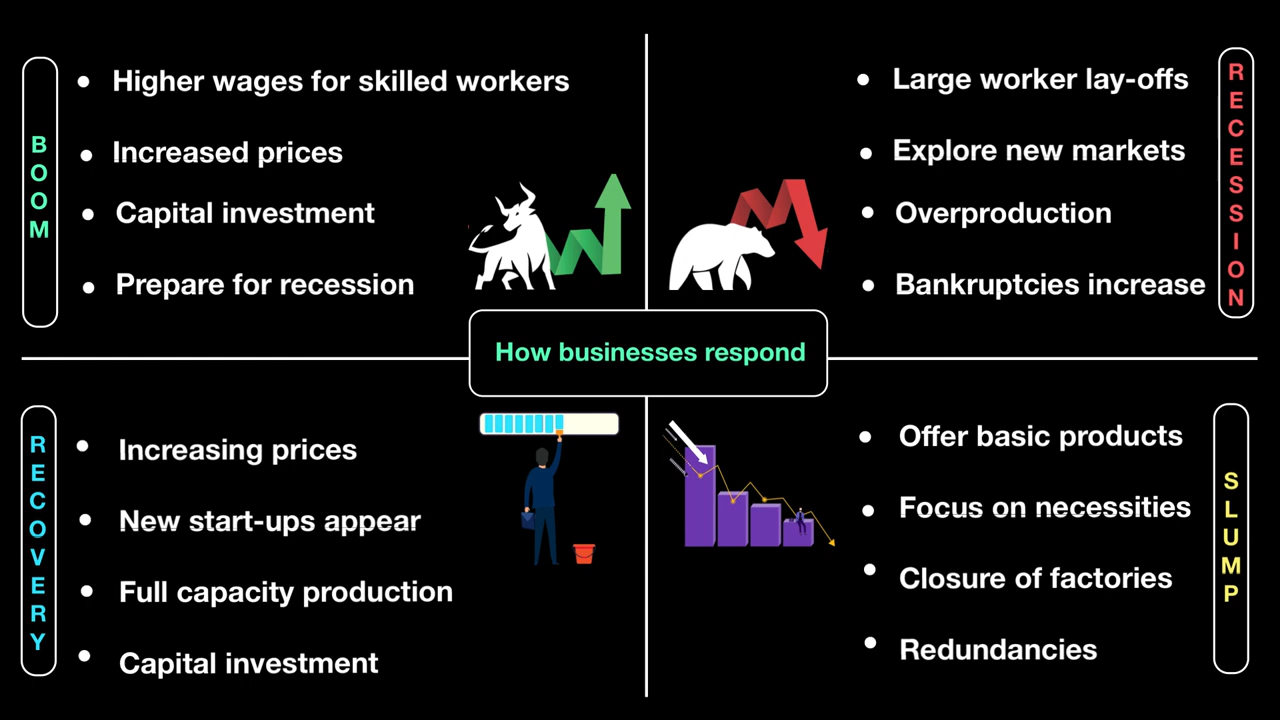 BOOM
Higher wages for skilled workers
Increased prices
Capital investment
Prepare for recession
RECESSION
Large worker lay-offs
Explore new markets
Overproduction
Bankruptcies increase
How businesses respond
RECOVERY
Increasing prices
New start-ups appear
Full capacity production
Capital investment
SLUMP
Offer basic products
Focus on necessities
Closure of factories
Redundancies